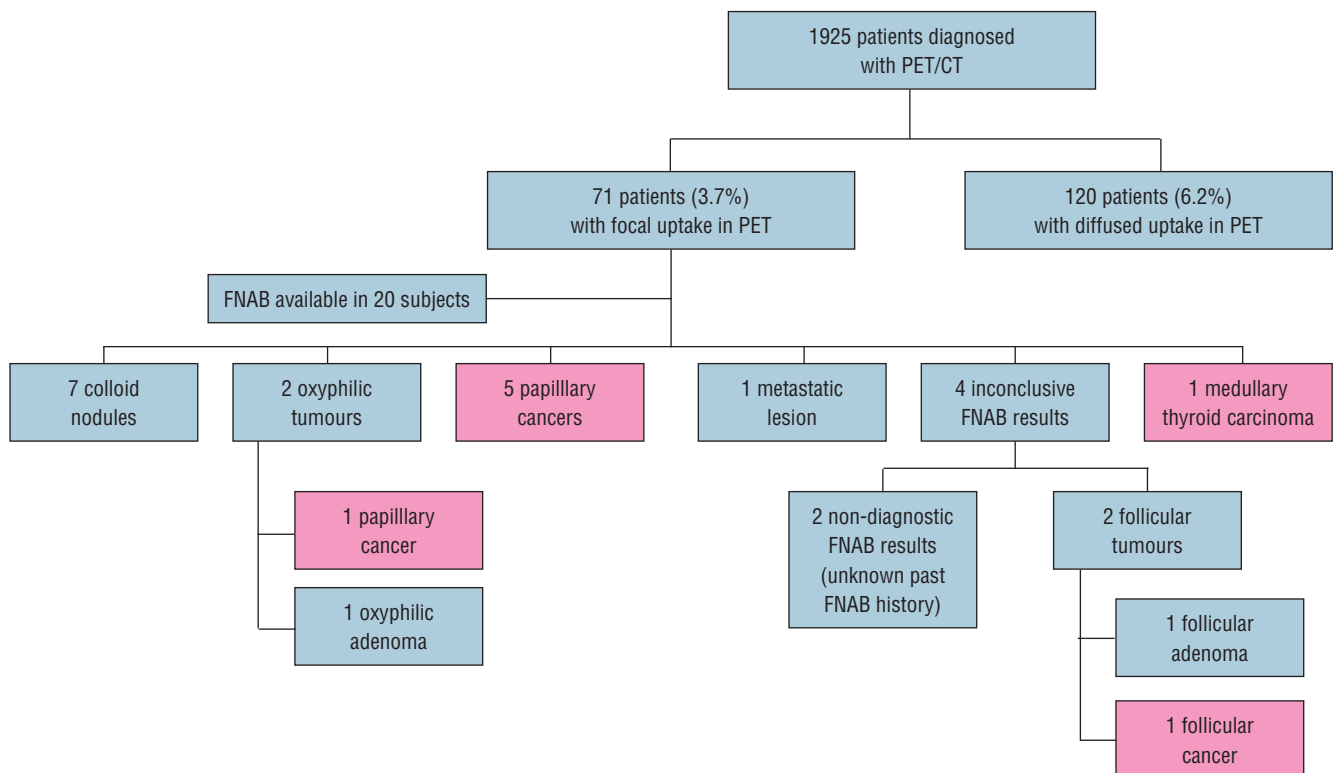 1925 patients diagnosed
with PET/CT
71 patients (3.7%)
with focal uptake in PET
120 patients (6.2%)
with diffused uptake in PET
FNAB available in 20 subjects
7 colloid
nodules
2 oxyphilic
tumours
5 papilllary
cancers
1 metastatic
lesion
4 inconclusive
FNAB results
1 medullary
thyroid carcinoma
1 papilllary
cancer
1 oxyphilic
adenoma
2 non-diagnostic
FNAB results
(unknown past
FNAB history)
2 follicular
tumours
1 follicular
adenoma
1 follicular
cancer